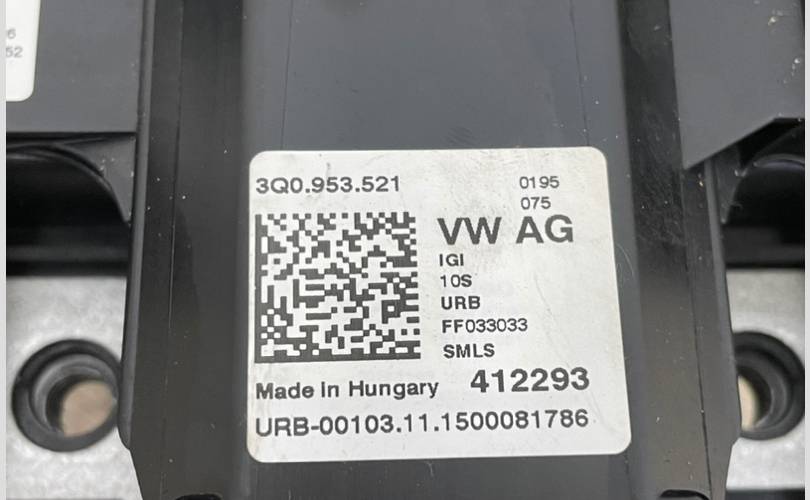 52
3Q0.953.521
0195
075
VW AG
IGI
10S
URB
FF033033
SMLS
Made in Hungary 412293
URB-00103.11.1500081786